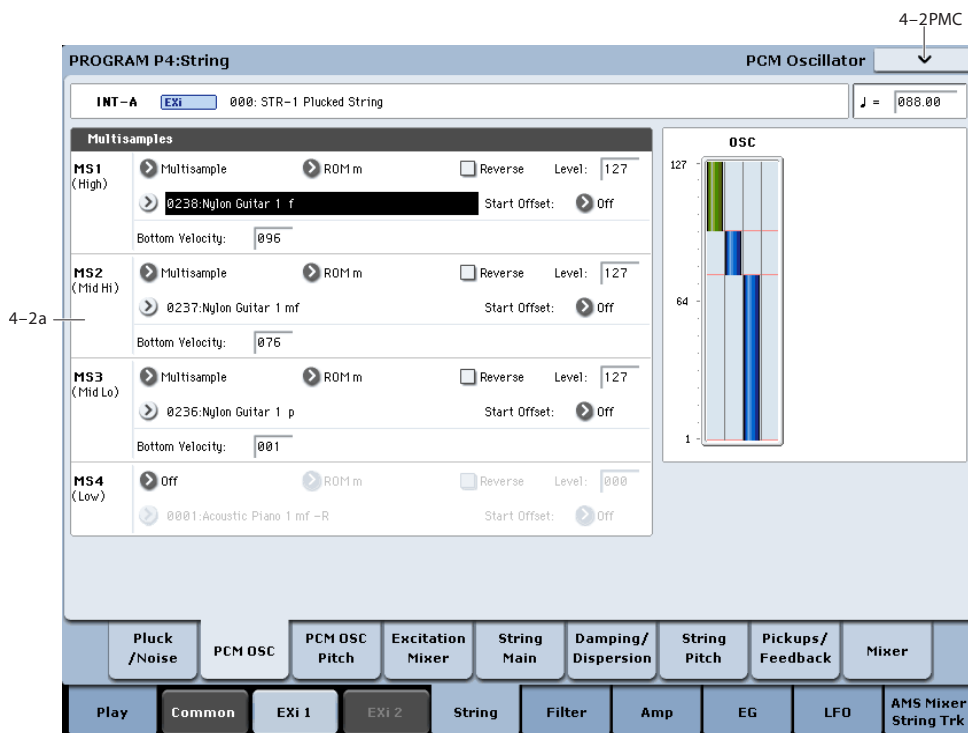 4–2PMC
PROGRAM P4:String PCM Oscillator
INT-A EXi 000: STR-1 Plucked String ♩ = 088.00
Multisamples
MS1 (High)
Multisample ROM m Reverse Level: 127
0238:Nylon Guitar 1 f Start Offset: Off
Bottom Velocity: 096
MS2 (Mid Hi)
Multisample ROM m Reverse Level: 127
0237:Nylon Guitar 1 mf Start Offset: Off
Bottom Velocity: 076
4–2a
MS3 (Mid Lo)
Multisample ROM m Reverse Level: 127
0236:Nylon Guitar 1 p Start Offset: Off
Bottom Velocity: 001
MS4 (Low)
Off ROM m Reverse Level: 000
0001:Acoustic Piano 1 mf -R Start Offset: Off
OSC
127
64
1
Pluck /Noise
PCM OSC
PCM OSC Pitch
Excitation Mixer
String Main
Damping/ Dispersion
String Pitch
Pickups/ Feedback
Mixer
Play
Common
EXi 1
EXi 2
String
Filter
Amp
EG
LFO
AMS Mixer String Trk